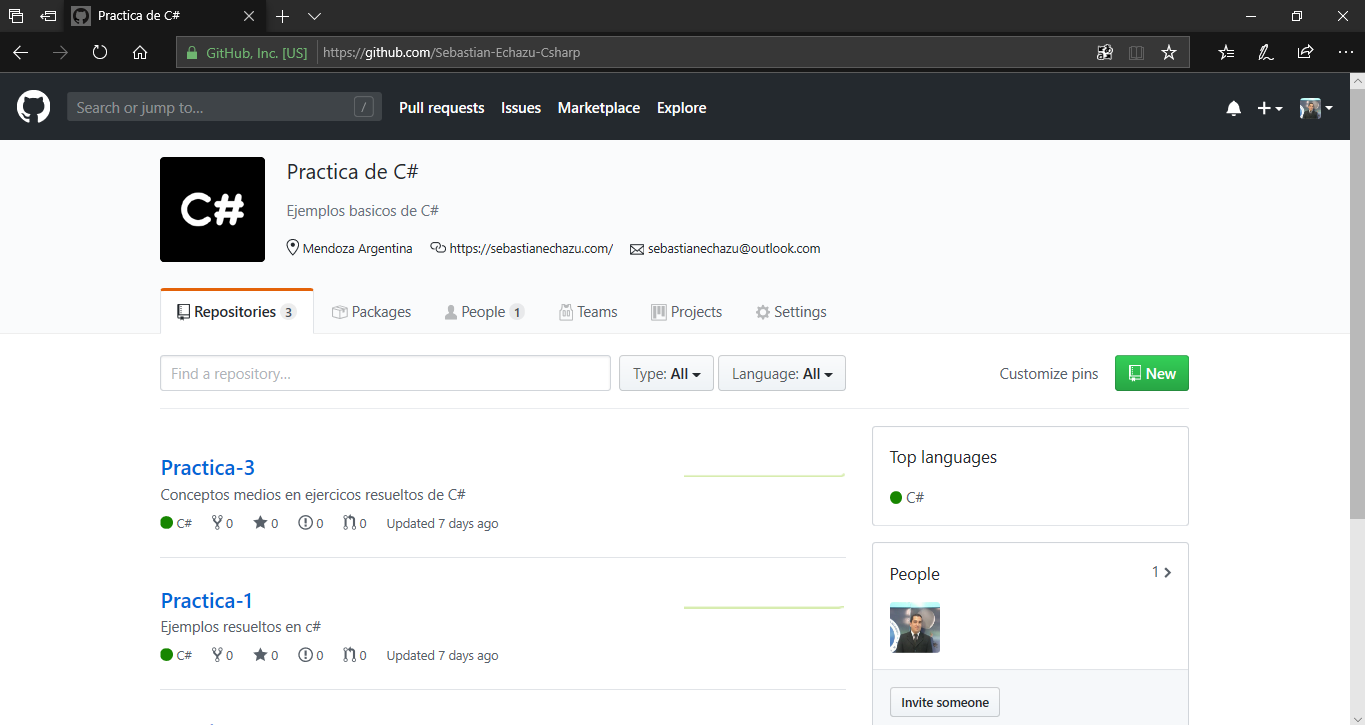 Practica de C#
GitHub, Inc. [US] https://github.com/Sebastian-Echazu-Csharp
Search or jump to... / Pull requests Issues Marketplace Explore
C#
Practica de C#
Ejemplos basicos de C#
Mendoza Argentina https://sebastianechazu.com/ sebastianechazu@outlook.com
Repositories 3 Packages People 1 Teams Projects Settings
Find a repository... Type: All Language: All Customize pins New
Practica-3
Conceptos medios en ejercicos resueltos de C#
C# 0 0 0 0 Updated 7 days ago
Practica-1
Ejemplos resueltos en c#
C# 0 0 0 0 Updated 7 days ago
Top languages
C#
People 1
Invite someone